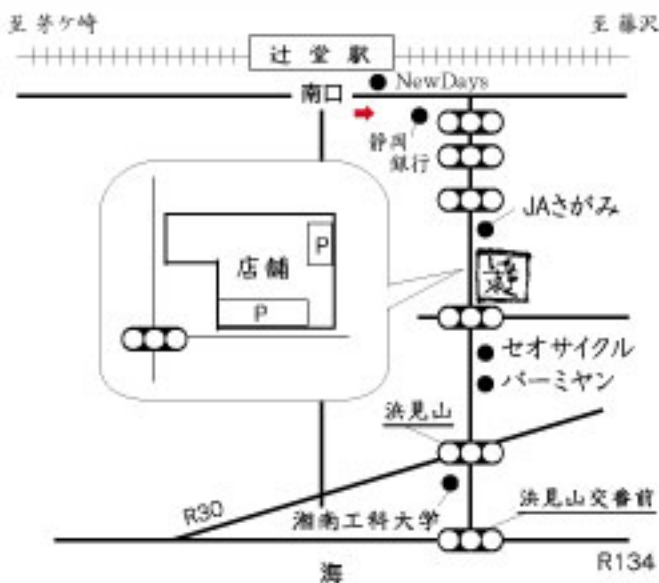 至 茅ケ崎
至 藤沢
辻堂駅
NewDays
南口
静岡
銀行
JAさがみ
店舗
P
P
セオサイクル
バーミヤン
浜見山
R30
湘南工科大学
浜見山交番前
R134
海